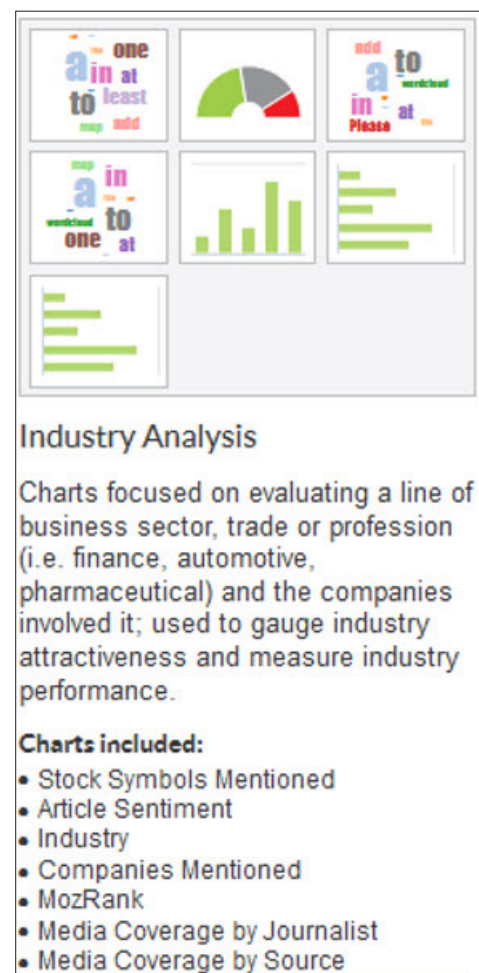 one
a in at
to least
map add
add to
a wordcloud
in at
Please
map in
a
wordcloud to
one at
Industry Analysis
Charts focused on evaluating a line of
business sector, trade or profession
(i.e. finance, automotive,
pharmaceutical) and the companies
involved it; used to gauge industry
attractiveness and measure industry
performance.
Charts included:
• Stock Symbols Mentioned
• Article Sentiment
• Industry
• Companies Mentioned
• MozRank
• Media Coverage by Journalist
• Media Coverage by Source